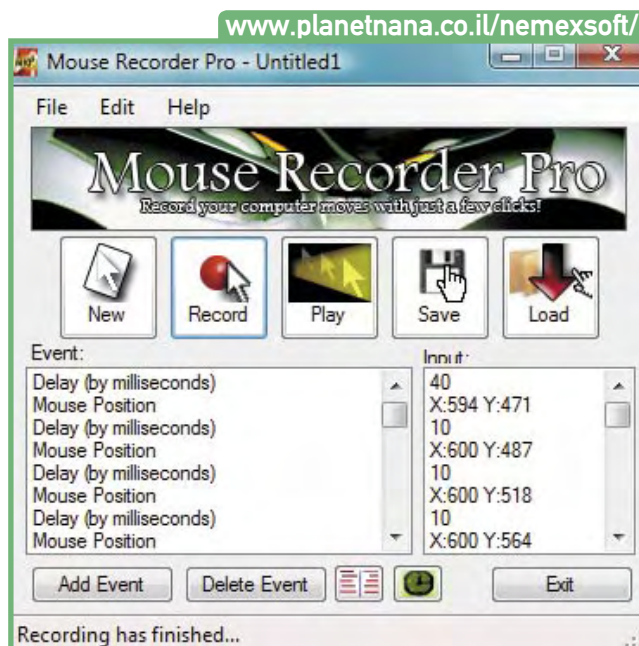 www.planetnana.co.il/nemexsoft/
Mouse Recorder Pro - Untitled1
File Edit Help
Mouse Recorder Pro
Record your computer moves with just a few clicks!
New Record Play Save Load
Event: Input:
Delay (by milliseconds) 40
Mouse Position X:594 Y:471
Delay (by milliseconds) 10
Mouse Position X:600 Y:487
Delay (by milliseconds) 10
Mouse Position X:600 Y:518
Delay (by milliseconds) 10
Mouse Position X:600 Y:564
Add Event Delete Event Exit
Recording has finished...